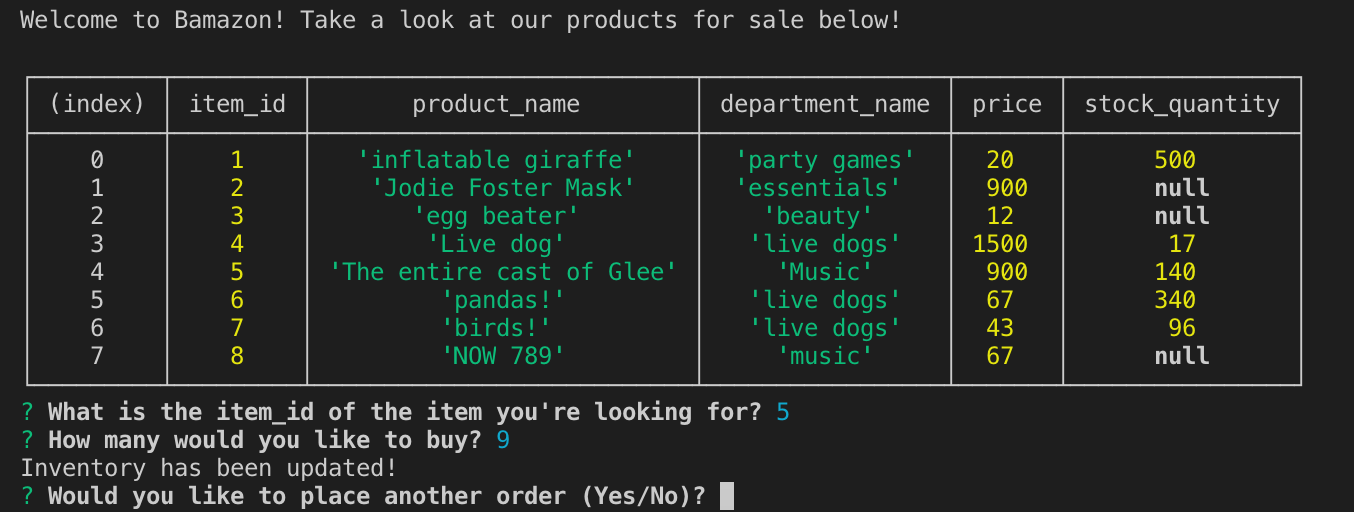 Welcome to Bamazon! Take a look at our products for sale below!
(index) item_id product_name department_name price stock_quantity
0 1 'inflatable giraffe' 'party games' 20 500
1 2 'Jodie Foster Mask' 'essentials' 900 null
2 3 'egg beater' 'beauty' 12 null
3 4 'Live dog' 'live dogs' 1500 17
4 5 'The entire cast of Glee' 'Music' 900 140
5 6 'pandas!' 'live dogs' 67 340
6 7 'birds!' 'live dogs' 43 96
7 8 'NOW 789' 'music' 67 null
? What is the item_id of the item you're looking for? 5
? How many would you like to buy? 9
Inventory has been updated!
? Would you like to place another order (Yes/No)?